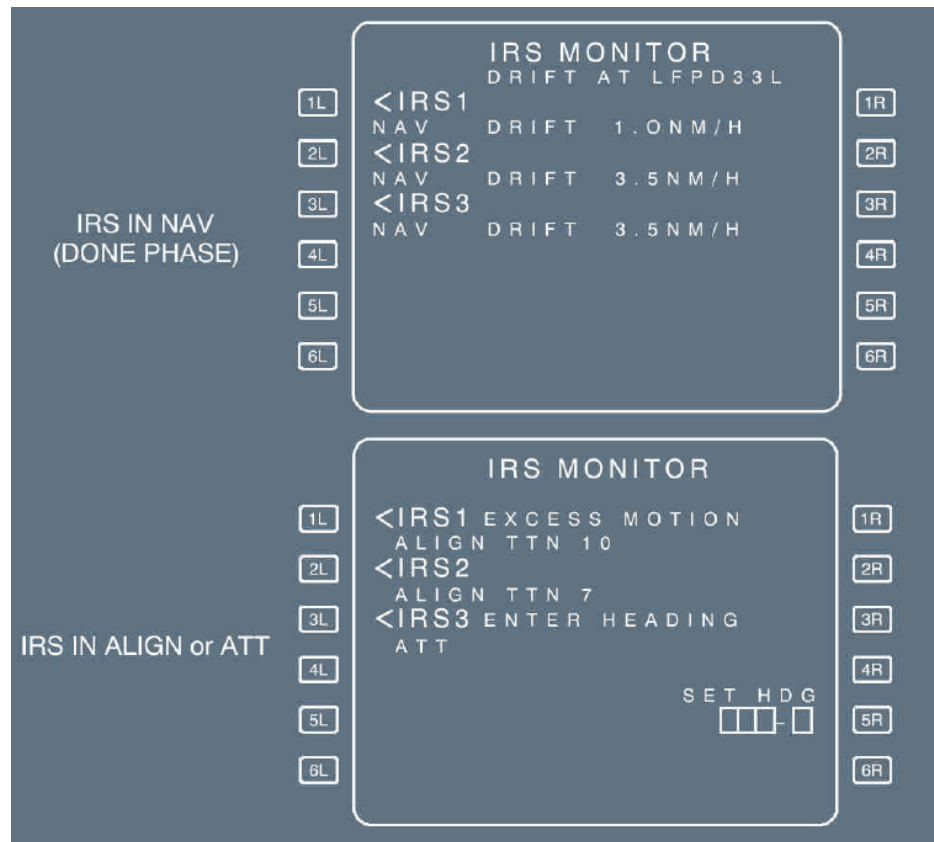 IRS MONITOR
DRIFT AT LFPD33L
1L <IRS1 1R
NAV DRIFT 1.0NM/H
2L <IRS2 2R
NAV DRIFT 3.5NM/H
3L <IRS3 3R
NAV DRIFT 3.5NM/H
IRS IN NAV
(DONE PHASE)
4L 4R
5L 5R
6L 6R
IRS MONITOR
1L <IRS1 EXCESS MOTION 1R
ALIGN TTN 10
2L <IRS2 2R
ALIGN TTN 7
3L <IRS3 ENTER HEADING 3R
ATT
IRS IN ALIGN or ATT
4L 4R
SET HDG
5L - 5R
6L 6R